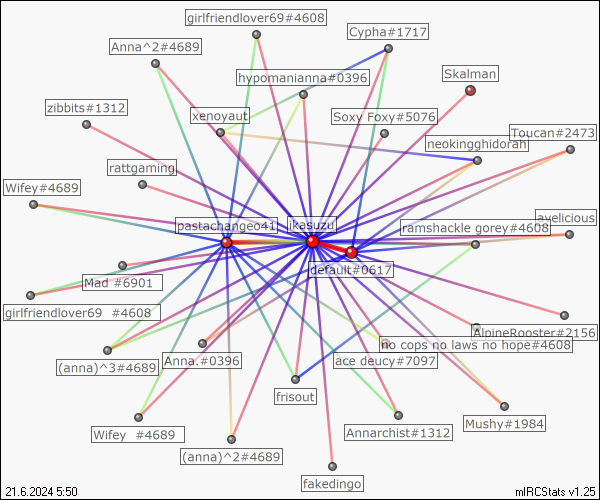 girlfriendlover69#4608
Cypha#1717
Anna^2#4689
Skalman
hypomanianna#0396
zibbits#1312
xenoyaut
Soxy Foxy#5076
Toucan#2473
neokingghidorah
rattgaming
Wifey#4689
avelicious
pastachangeo41
ikasuzu
ramshackle gorey#4608
default#0617
Mad #6901
girlfriendlover69 #4608
AlpineRooster#2156
no cops no laws no hope#4608
(anna)^3#4689
Anna.#0396
ace deucy#7097
frisout
Mushy#1984
Wifey #4689
Annarchist#1312
(anna)^2#4689
fakedingo
21.6.2024 5:50
mIRCStats v1.25